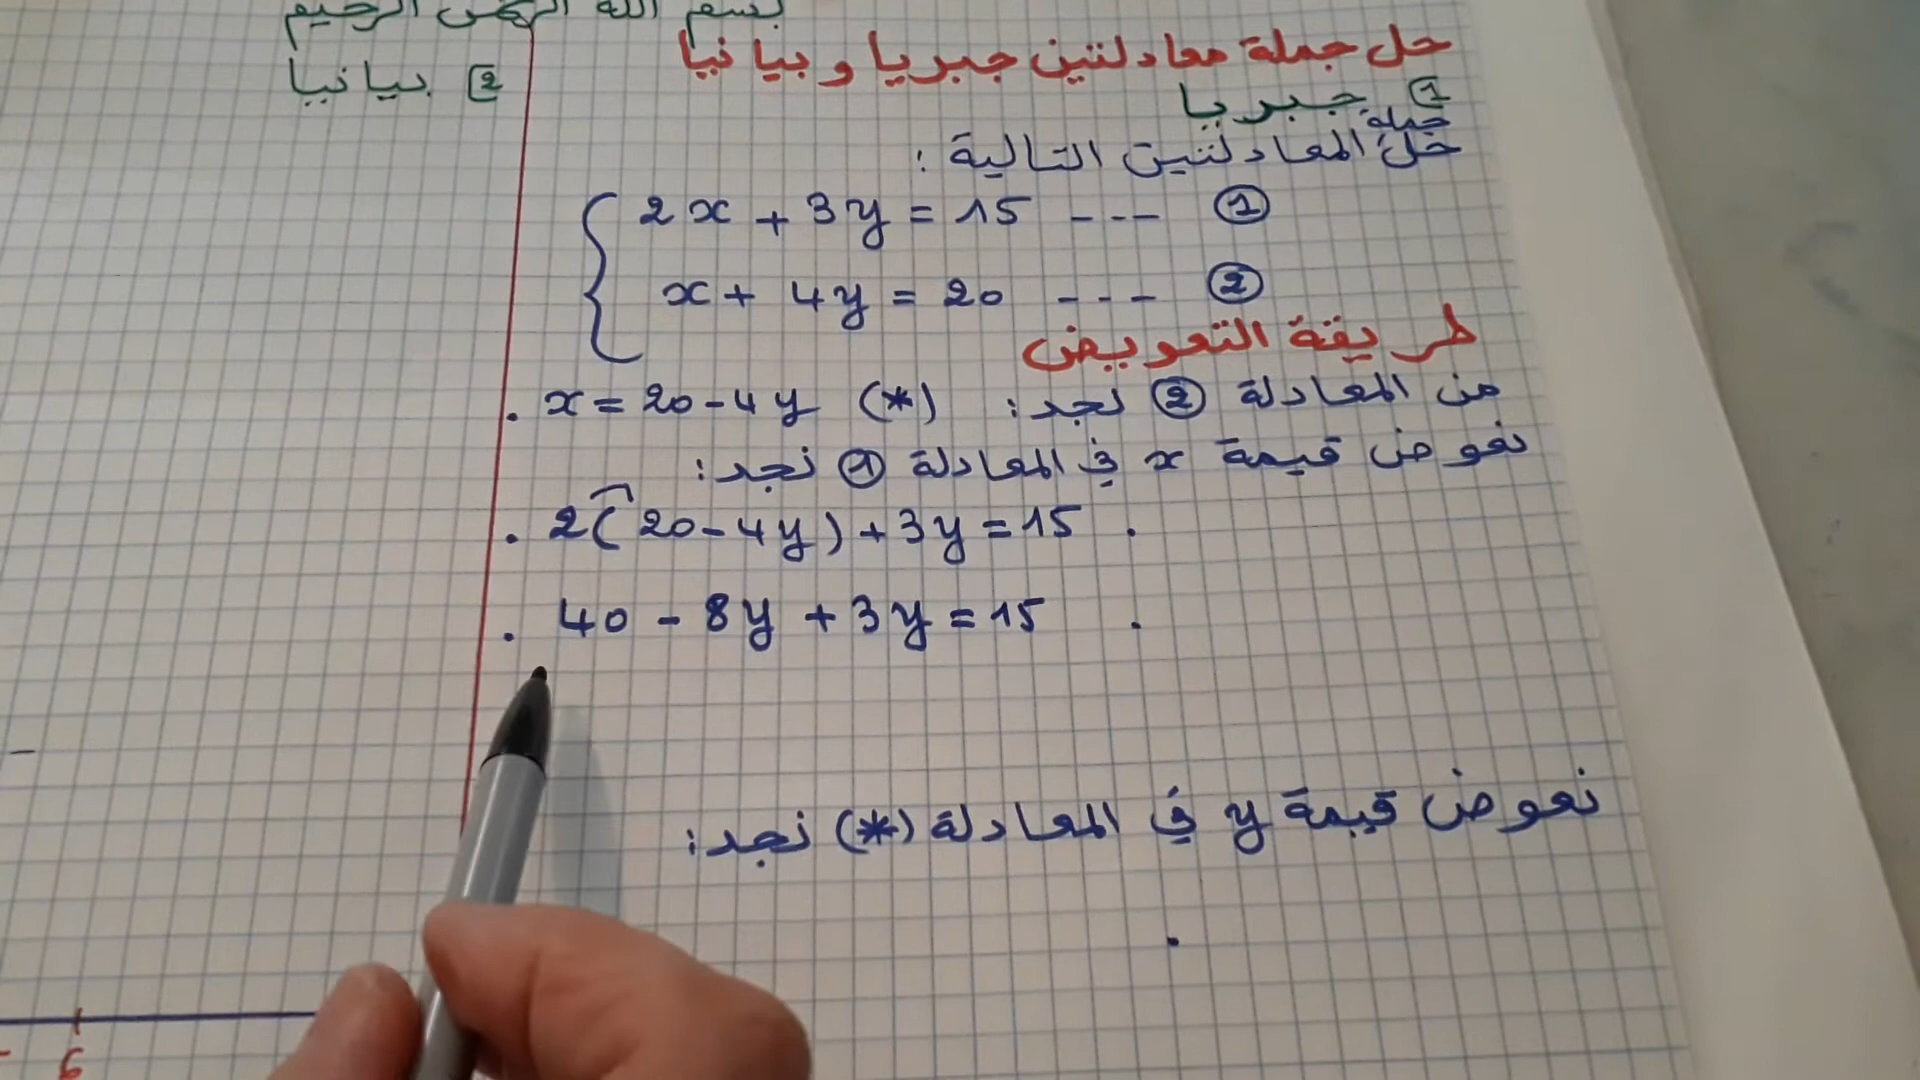 بسم الله الرحمن الرحيم
حل جملة معادلتين جبريا و بيانيا
1 جبريا
2 بيانيا
حل جملة المعادلتين التالية :
2x + 3y = 15 --- ①
x + 4y = 20 --- ②
طريقة التعويض
من المعادلة ② نجد: x = 20 - 4y (*)
نعوض قيمة x في المعادلة ① نجد:
2(20 - 4y) + 3y = 15
40 - 8y + 3y = 15
نعوض قيمة y في المعادلة (*) نجد:
6